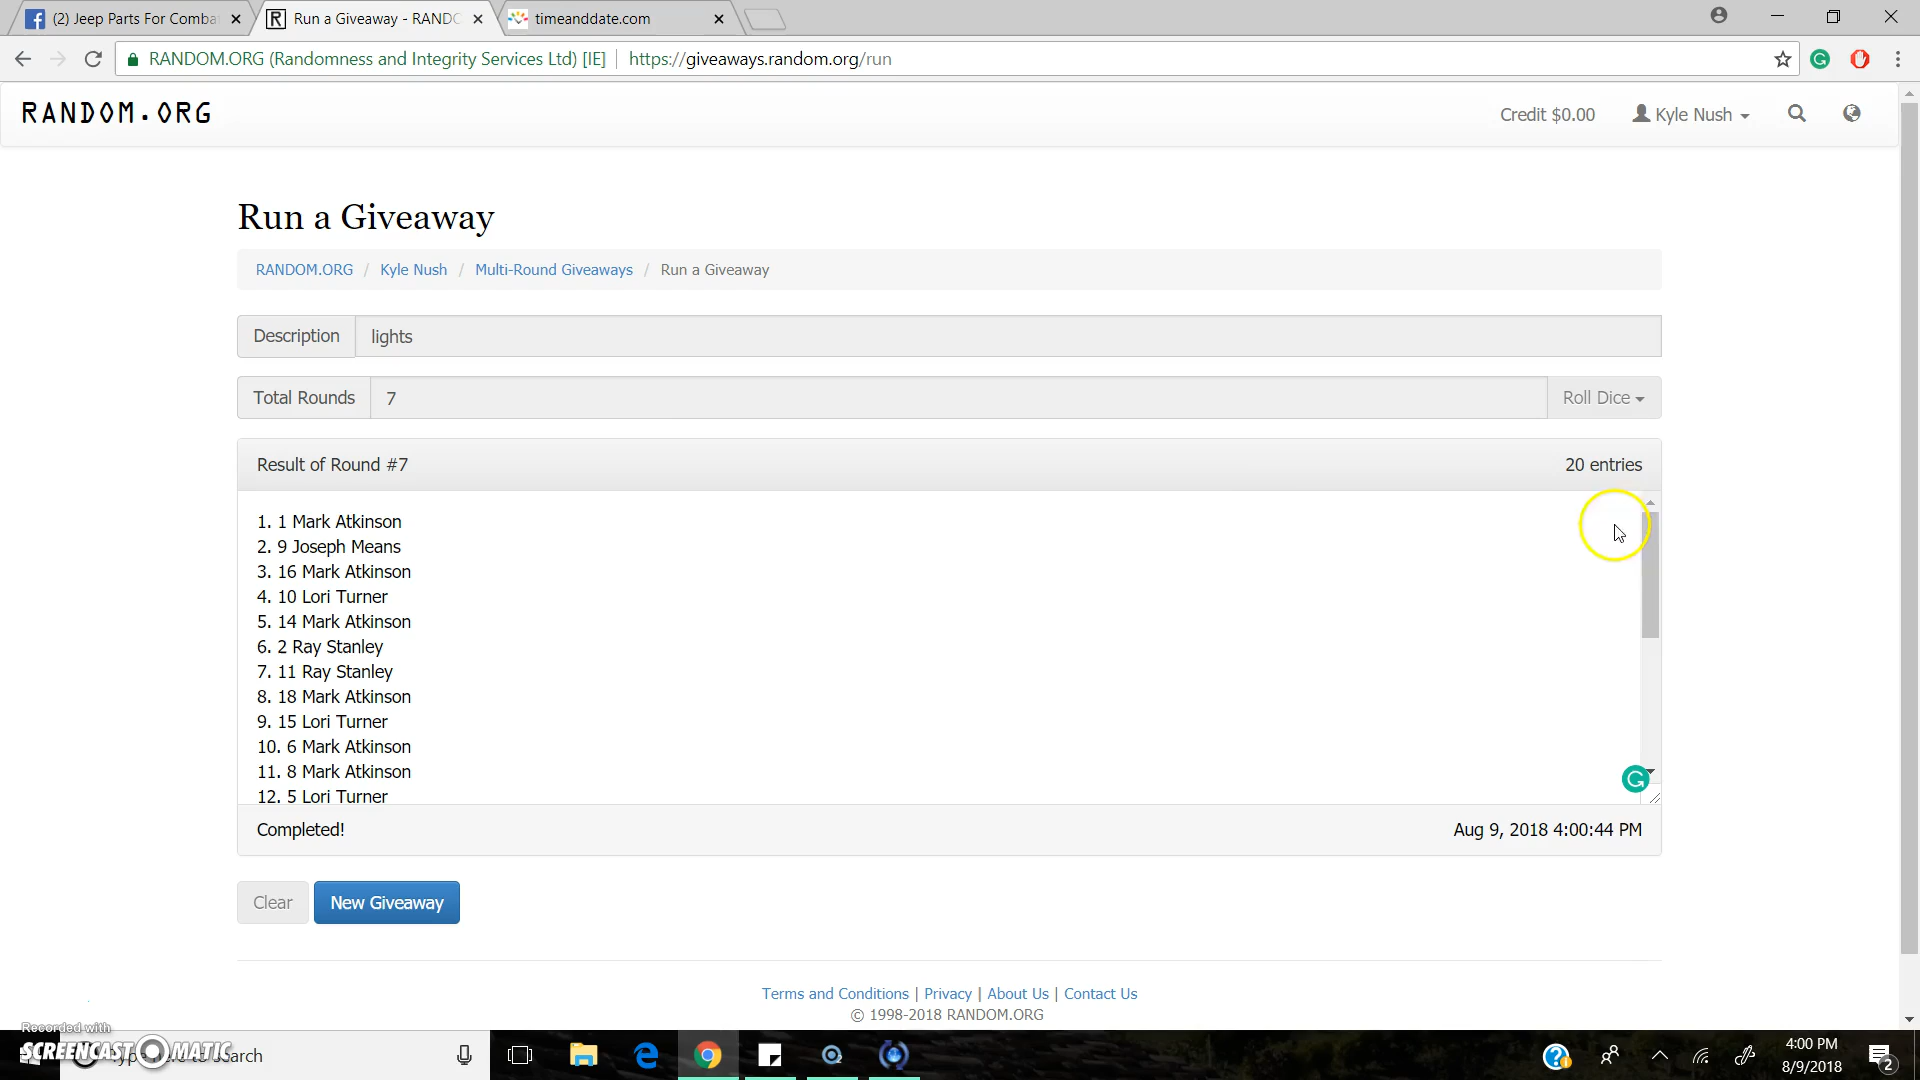 (2) Jeep Parts For Comba
Run a Giveaway - RANDO
timeanddate.com
RANDOM.ORG (Randomness and Integrity Services Ltd) [IE] https://giveaways.random.org/run
RANDOM.ORG
Credit $0.00
Kyle Nush
Run a Giveaway
RANDOM.ORG / Kyle Nush / Multi-Round Giveaways / Run a Giveaway
Description lights
Total Rounds 7 Roll Dice
Result of Round #7 20 entries
1. 1 Mark Atkinson
2. 9 Joseph Means
3. 16 Mark Atkinson
4. 10 Lori Turner
5. 14 Mark Atkinson
6. 2 Ray Stanley
7. 11 Ray Stanley
8. 18 Mark Atkinson
9. 15 Lori Turner
10. 6 Mark Atkinson
11. 8 Mark Atkinson
12. 5 Lori Turner
Completed! Aug 9, 2018 4:00:44 PM
Clear New Giveaway
Terms and Conditions | Privacy | About Us | Contact Us
© 1998-2018 RANDOM.ORG
Recorded with
SCREENCAST-O-MATIC
Type here to search
4:00 PM
8/9/2018
2